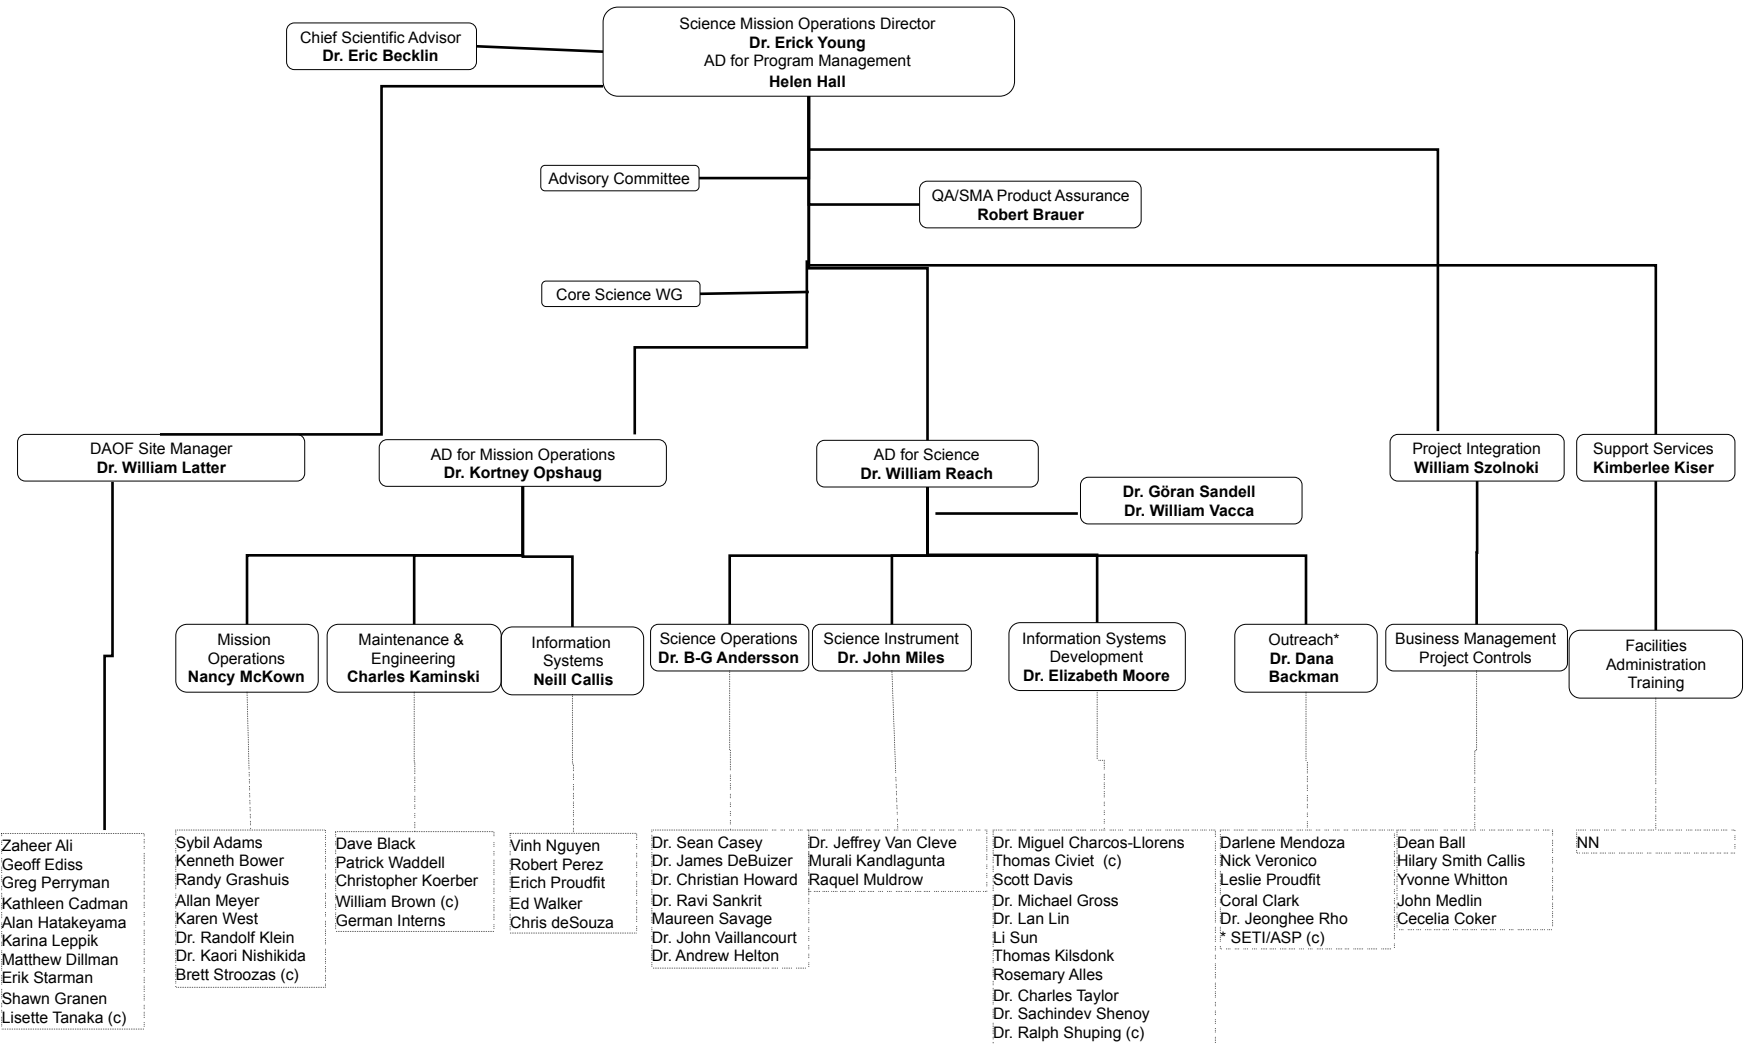 Science Mission Operations Director
Dr. Erick Young
AD for Program Management
Helen Hall
Chief Scientific Advisor
Dr. Eric Becklin
Advisory Committee
QA/SMA Product Assurance
Robert Brauer
Core Science WG
DAOF Site Manager
Dr. William Latter
AD for Mission Operations
Dr. Kortney Opshaug
AD for Science
Dr. William Reach
Project Integration
William Szolnoki
Support Services
Kimberlee Kiser
Dr. Göran Sandell
Dr. William Vacca
Mission
Operations
Nancy McKown
Maintenance &
Engineering
Charles Kaminski
Information
Systems
Neill Callis
Science Operations
Dr. B-G Andersson
Science Instrument
Dr. John Miles
Information Systems
Development
Dr. Elizabeth Moore
Outreach*
Dr. Dana
Backman
Business Management
Project Controls
Facilities
Administration
Training
Zaheer Ali
Geoff Ediss
Greg Perryman
Kathleen Cadman
Alan Hatakeyama
Karina Leppik
Matthew Dillman
Erik Starman
Shawn Granen
Lisette Tanaka (c)
Sybil Adams
Kenneth Bower
Randy Grashuis
Allan Meyer
Karen West
Dr. Randolf Klein
Dr. Kaori Nishikida
Brett Stroozas (c)
Dave Black
Patrick Waddell
Christopher Koerber
William Brown (c)
German Interns
Vinh Nguyen
Robert Perez
Erich Proudfit
Ed Walker
Chris deSouza
Dr. Sean Casey
Dr. James DeBuizer
Dr. Christian Howard
Dr. Ravi Sankrit
Maureen Savage
Dr. John Vaillancourt
Dr. Andrew Helton
Dr. Jeffrey Van Cleve
Murali Kandlagunta
Raquel Muldrow
Dr. Miguel Charcos-Llorens
Thomas Civiet (c)
Scott Davis
Dr. Michael Gross
Dr. Lan Lin
Li Sun
Thomas Kilsdonk
Rosemary Alles
Dr. Charles Taylor
Dr. Sachindev Shenoy
Dr. Ralph Shuping (c)
Darlene Mendoza
Nick Veronico
Leslie Proudfit
Coral Clark
Dr. Jeonghee Rho
* SETI/ASP (c)
Dean Ball
Hilary Smith Callis
Yvonne Whitton
John Medlin
Cecelia Coker
NN